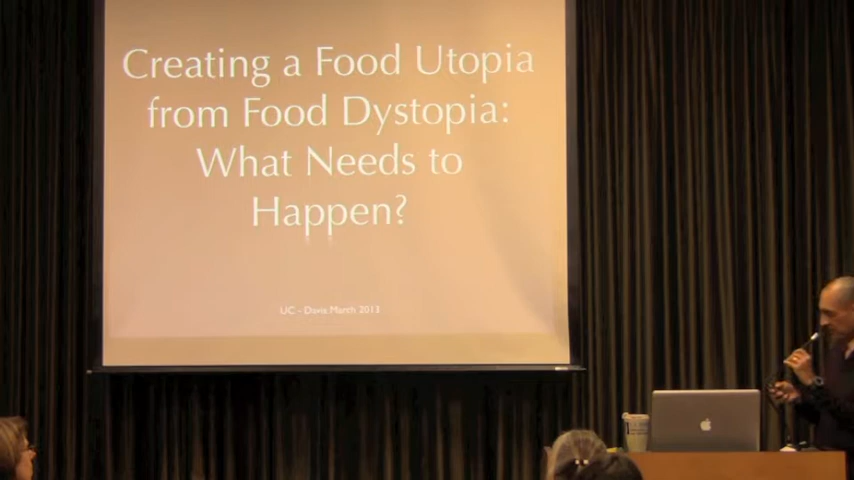 Creating a Food Utopia
from Food Dystopia:
What Needs to
Happen?
UC - Davis March 2013